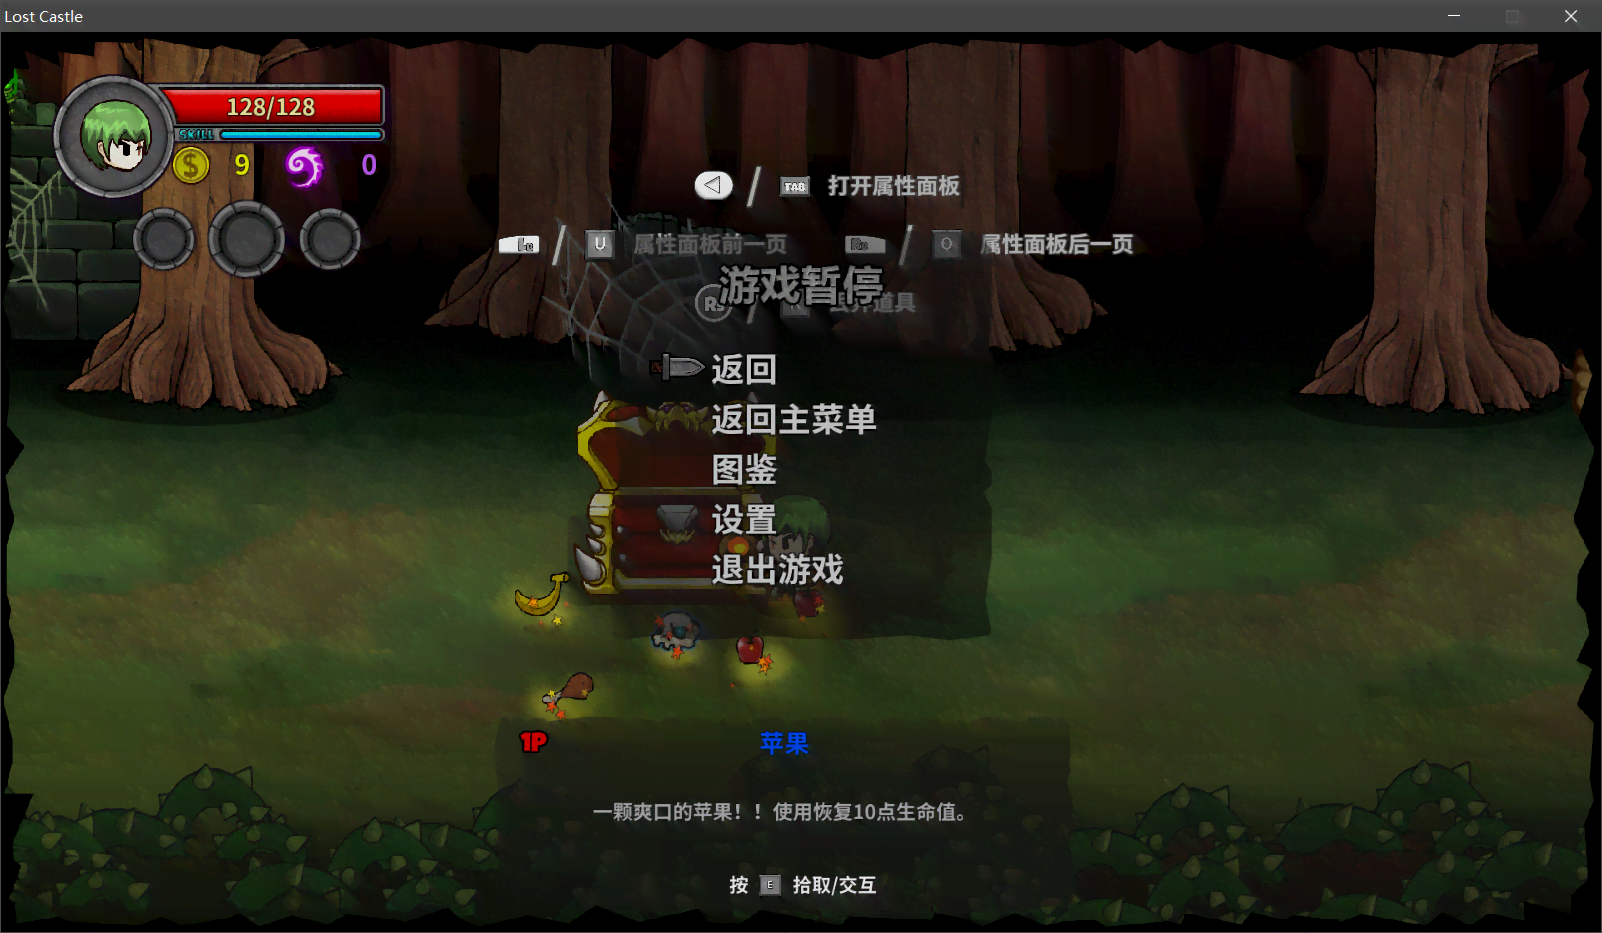 Lost Castle
128/128
SKILL
9 0
TAB 打开属性面板
U 属性面板前一页 O 属性面板后一页
游戏暂停
RS 丢弃道具
返回
返回主菜单
图鉴
设置
退出游戏
1P 苹果
一颗爽口的苹果！！使用恢复10点生命值。
按 E 拾取/交互